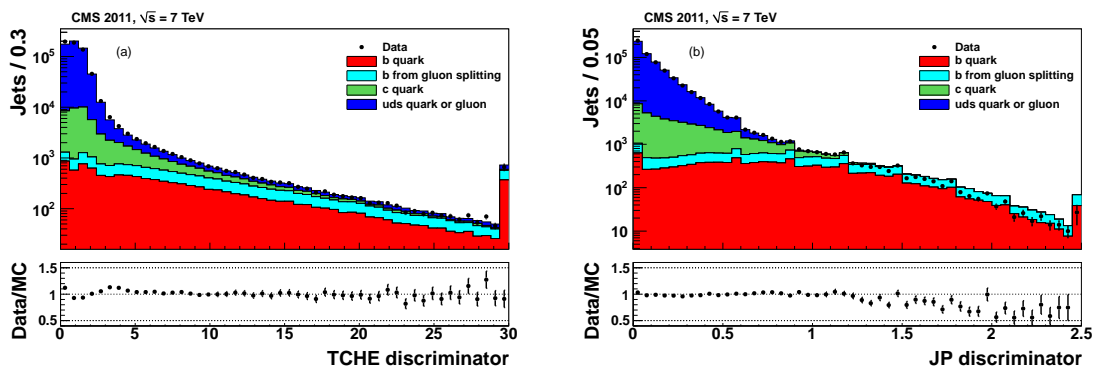 CMS 2011, √s = 7 TeV
Jets / 0.3
(a)
Data
b quark
b from gluon splitting
c quark
uds quark or gluon
10⁵
10⁴
10³
10²
Data/MC
1.5
1
0.5
0 5 10 15 20 25 30
TCHE discriminator
CMS 2011, √s = 7 TeV
Jets / 0.05
(b)
Data
b quark
b from gluon splitting
c quark
uds quark or gluon
10⁵
10⁴
10³
10²
10
Data/MC
1.5
1
0.5
0 0.5 1 1.5 2 2.5
JP discriminator